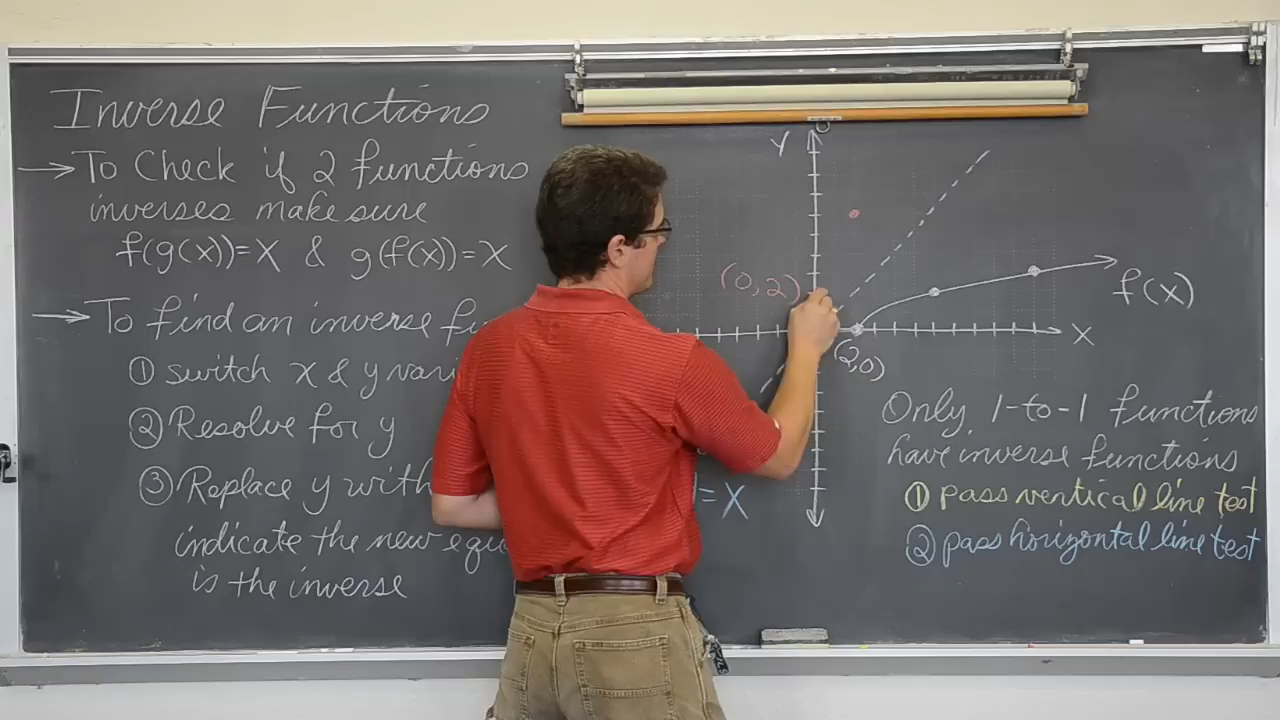 Inverse Functions
→ To Check if 2 functions
inverses make sure
f(g(x))=X & g(f(x))=X
→ To find an inverse
① switch x & y
② Resolve for y
③ Replace y with
indicate the new
is the inverse
Y
(0,2)
f(x)
X
(2,0)
=X
Only 1-to-1 functions
have inverse functions
① pass vertical line test
② pass horizontal line test